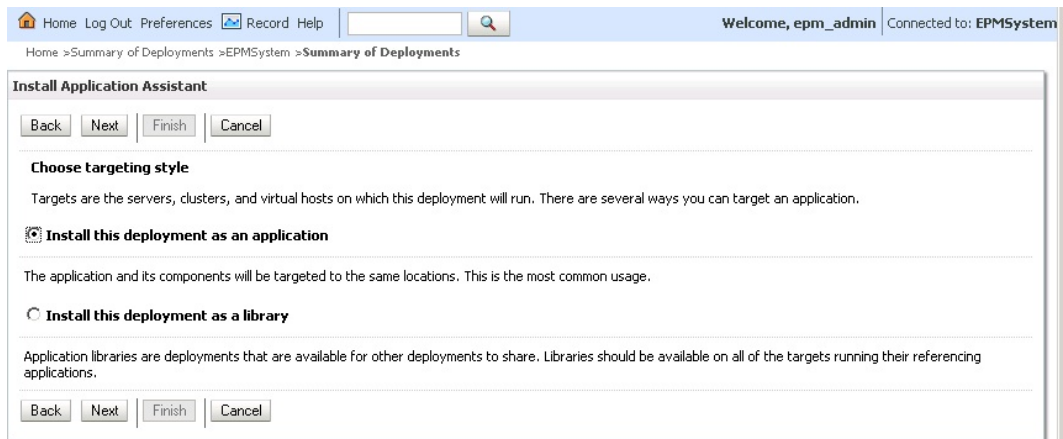 Home Log Out Preferences Record Help Welcome, epm_admin Connected to: EPMSystem
Home >Summary of Deployments >EPMSystem >Summary of Deployments
Install Application Assistant
Back Next Finish Cancel
Choose targeting style
Targets are the servers, clusters, and virtual hosts on which this deployment will run. There are several ways you can target an application.
Install this deployment as an application
The application and its components will be targeted to the same locations. This is the most common usage.
Install this deployment as a library
Application libraries are deployments that are available for other deployments to share. Libraries should be available on all of the targets running their referencing
applications.
Back Next Finish Cancel